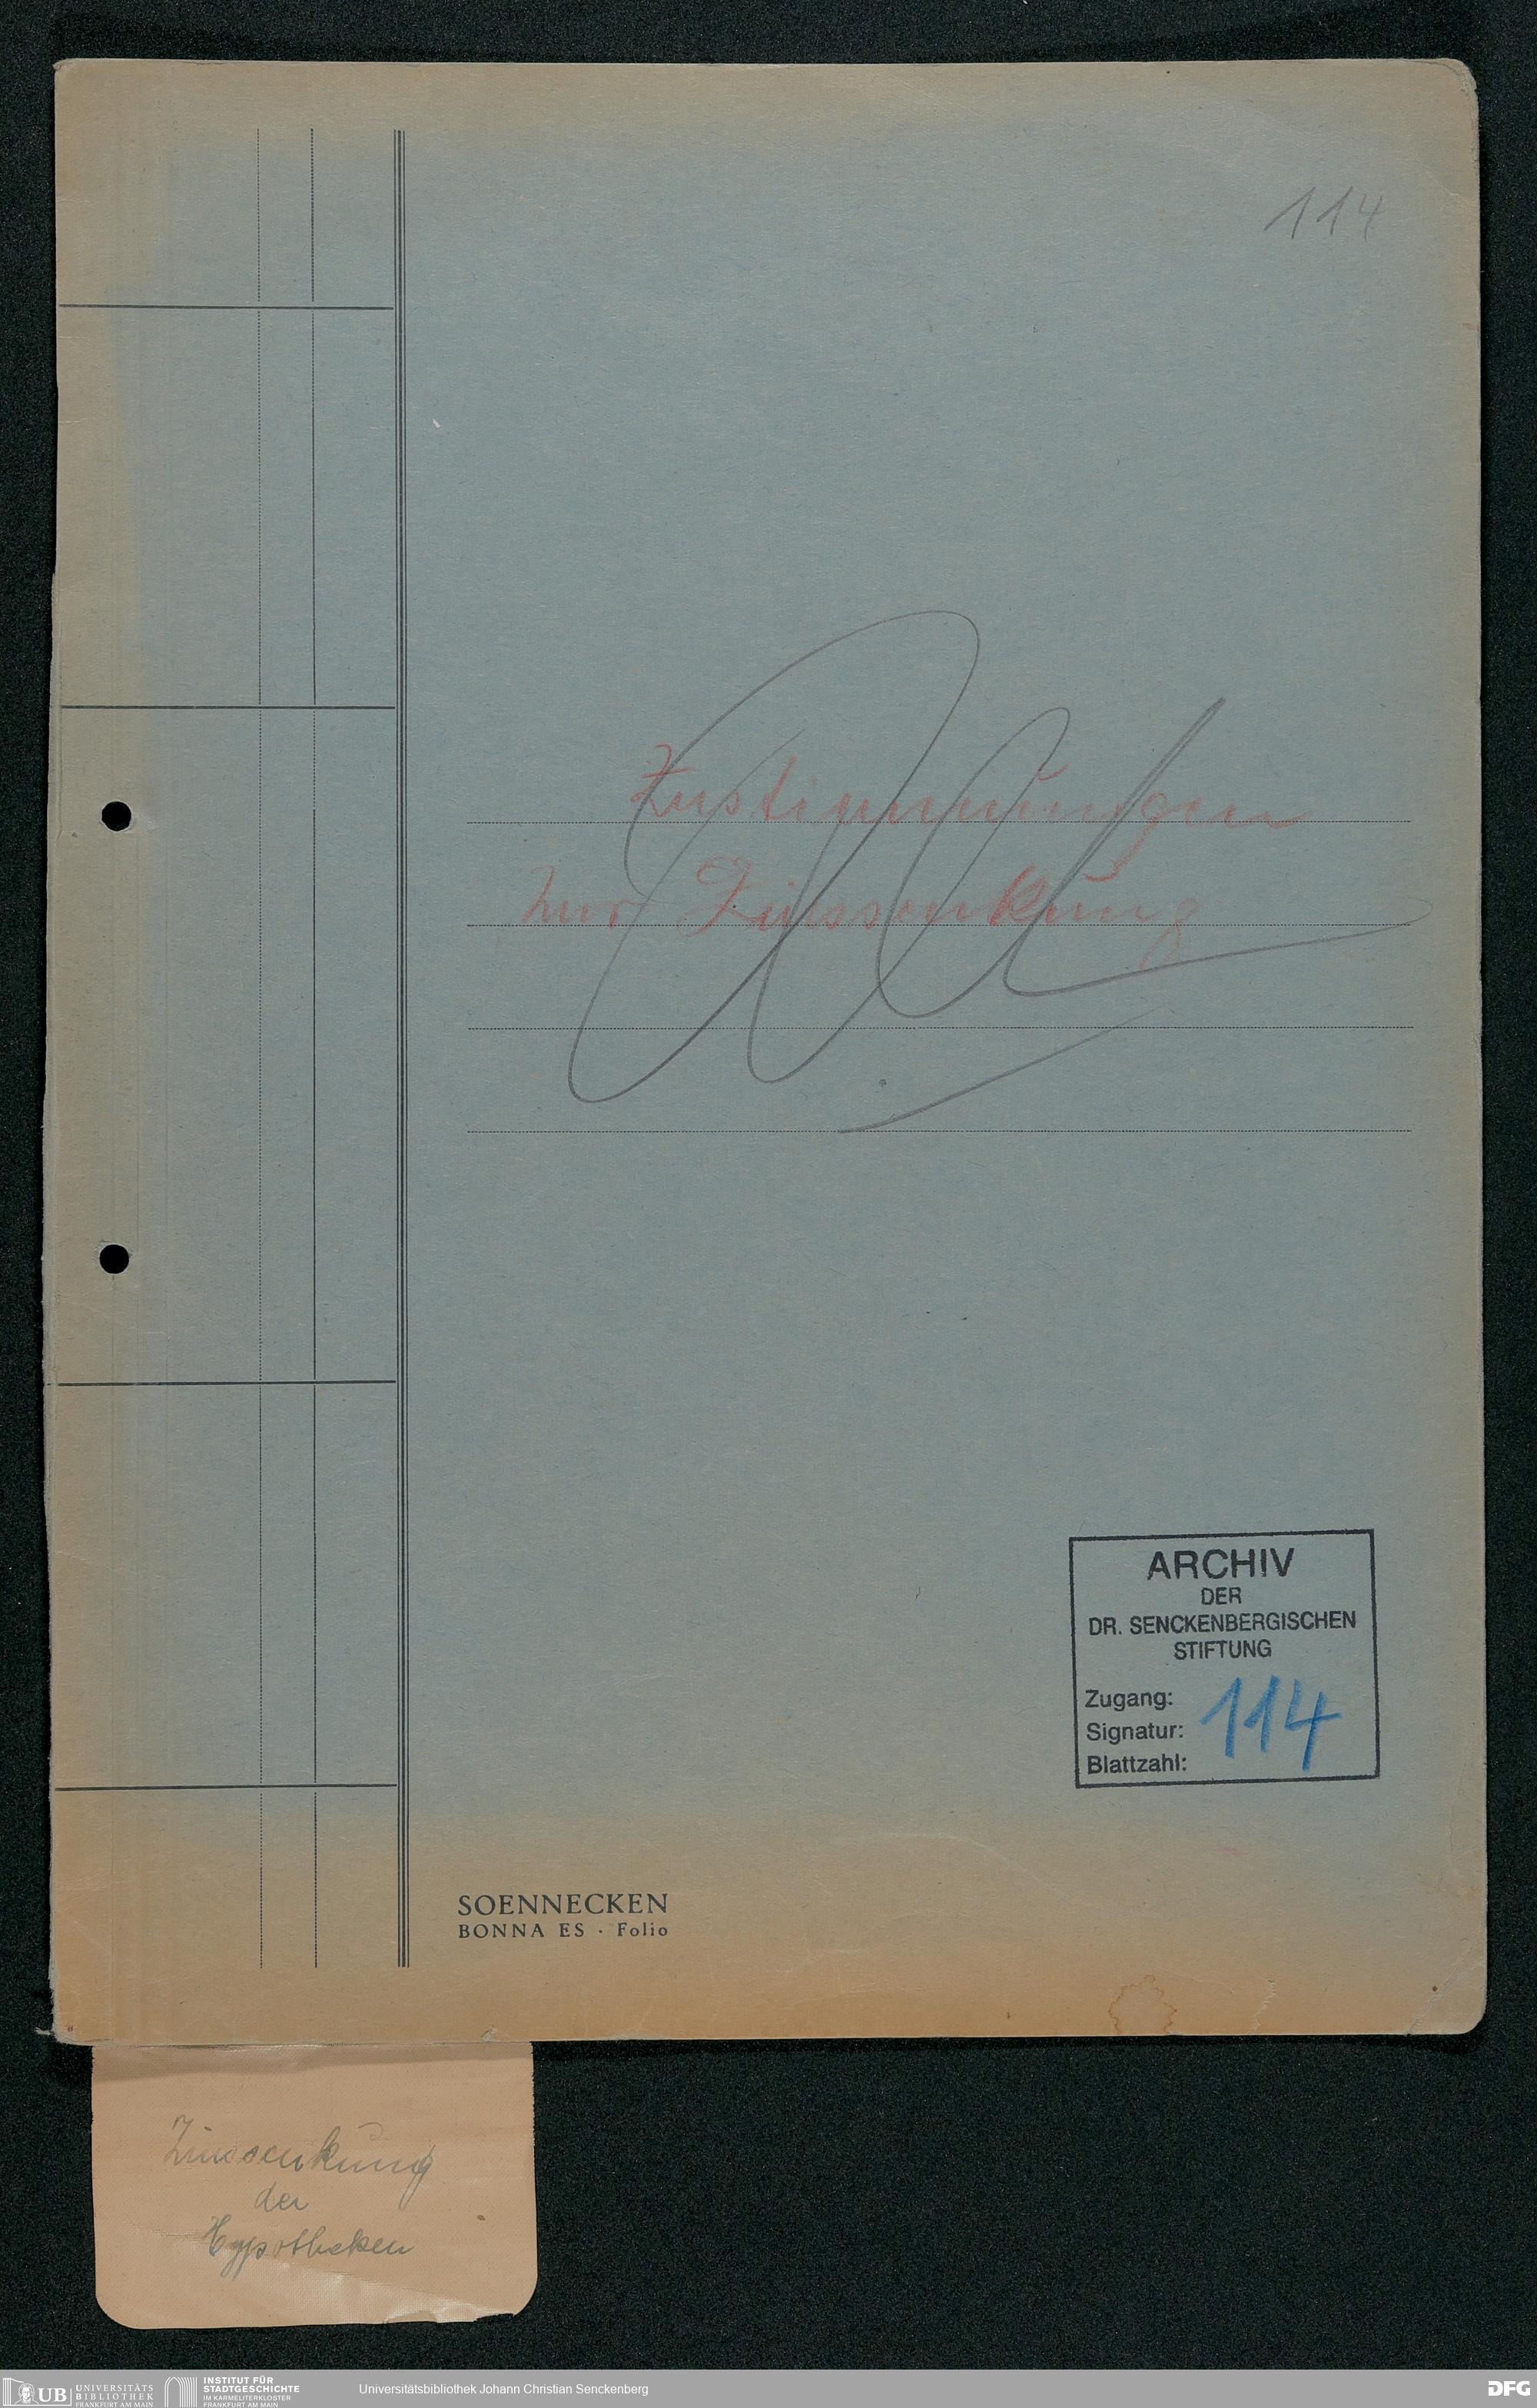 114
Zustimmungen
zur Zinssenkung
ARCHIV
DER
DR. SENCKENBERGISCHEN
STIFTUNG
Zugang:
Signatur: 114
Blattzahl:
SOENNECKEN
BONNA ES · Folio
Zinssenkung
der
Hypotheken
UB UNIVERSITÄTS
BIBLIOTHEK
FRANKFURT AM MAIN
INSTITUT FÜR
STADTGESCHICHTE
IM KARMELITERKLOSTER
FRANKFURT AM MAIN
Universitätsbibliothek Johann Christian Senckenberg
DFG